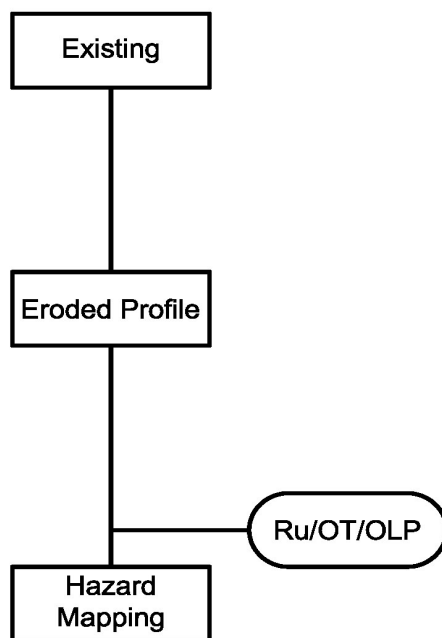 Existing
Eroded Profile
Ru/OT/OLP
Hazard
Mapping